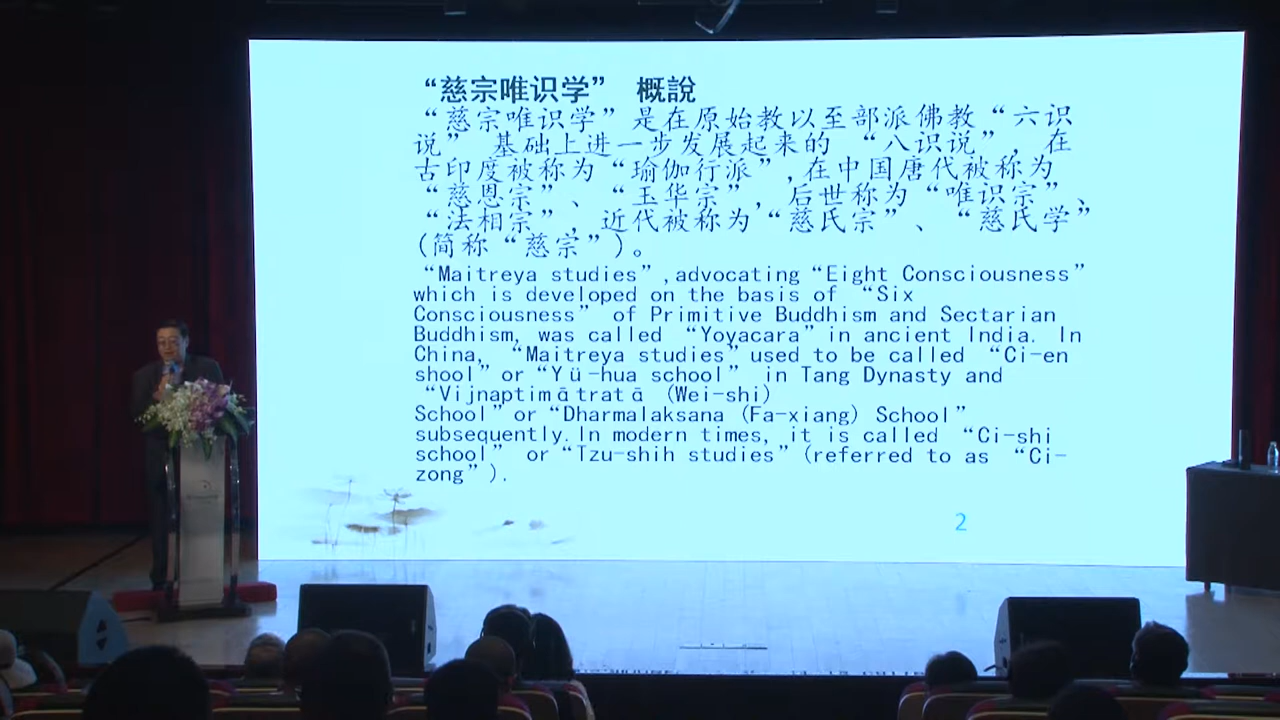 “慈宗唯识学” 概說
“慈宗唯识学”是在原始教以至部派佛教“六识
说” 基础上进一步发展起来的 “八识说”, 在
古印度被称为“瑜伽行派”,在中国唐代被称为
“慈恩宗”、 “玉华宗”, 后世称为“唯识宗”、
“法相宗”, 近代被称为“慈氏宗”、 “慈氏学”
(简称“慈宗”)。
“Maitreya studies”,advocating“Eight Consciousness”
which is developed on the basis of “Six
Consciousness” of Primitive Buddhism and Sectarian
Buddhism, was called “Yoyacara”in ancient India. In
China, “Maitreya studies”used to be called “Ci-en
shool”or“Yü-hua school” in Tang Dynasty and
“Vijnaptimātratā (Wei-shi)
School”or“Dharmalaksana (Fa-xiang) School”
subsequently.In modern times, it is called “Ci-shi
school” or“Tzu-shih studies”(referred to as “Ci-
zong”).
2